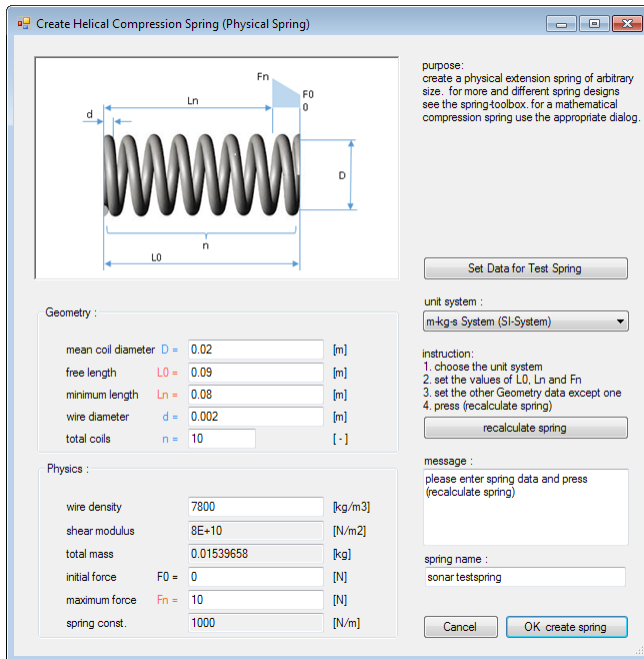 Create Helical Compression Spring (Physical Spring)
Fn
F0
Ln
0
d
D
n
L0
purpose:
create a physical extension spring of arbitrary
size. for more and different spring designs
see the spring-toolbox. for a mathematical
compression spring use the appropriate dialog.
Set Data for Test Spring
unit system :
m-kg-s System (SI-System)
instruction:
1. choose the unit system
2. set the values of L0, Ln and Fn
3. set the other Geometry data except one
4. press (recalculate spring)
recalculate spring
message :
please enter spring data and press
(recalculate spring)
spring name :
sonar testspring
Cancel
OK create spring
Geometry :
mean coil diameter D = 0.02 [m]
free length L0 = 0.09 [m]
minimum length Ln = 0.08 [m]
wire diameter d = 0.002 [m]
total coils n = 10 [ - ]
Physics :
wire density 7800 [kg/m3]
shear modulus 8E+10 [N/m2]
total mass 0.01539658 [kg]
initial force F0 = 0 [N]
maximum force Fn = 10 [N]
spring const. 1000 [N/m]